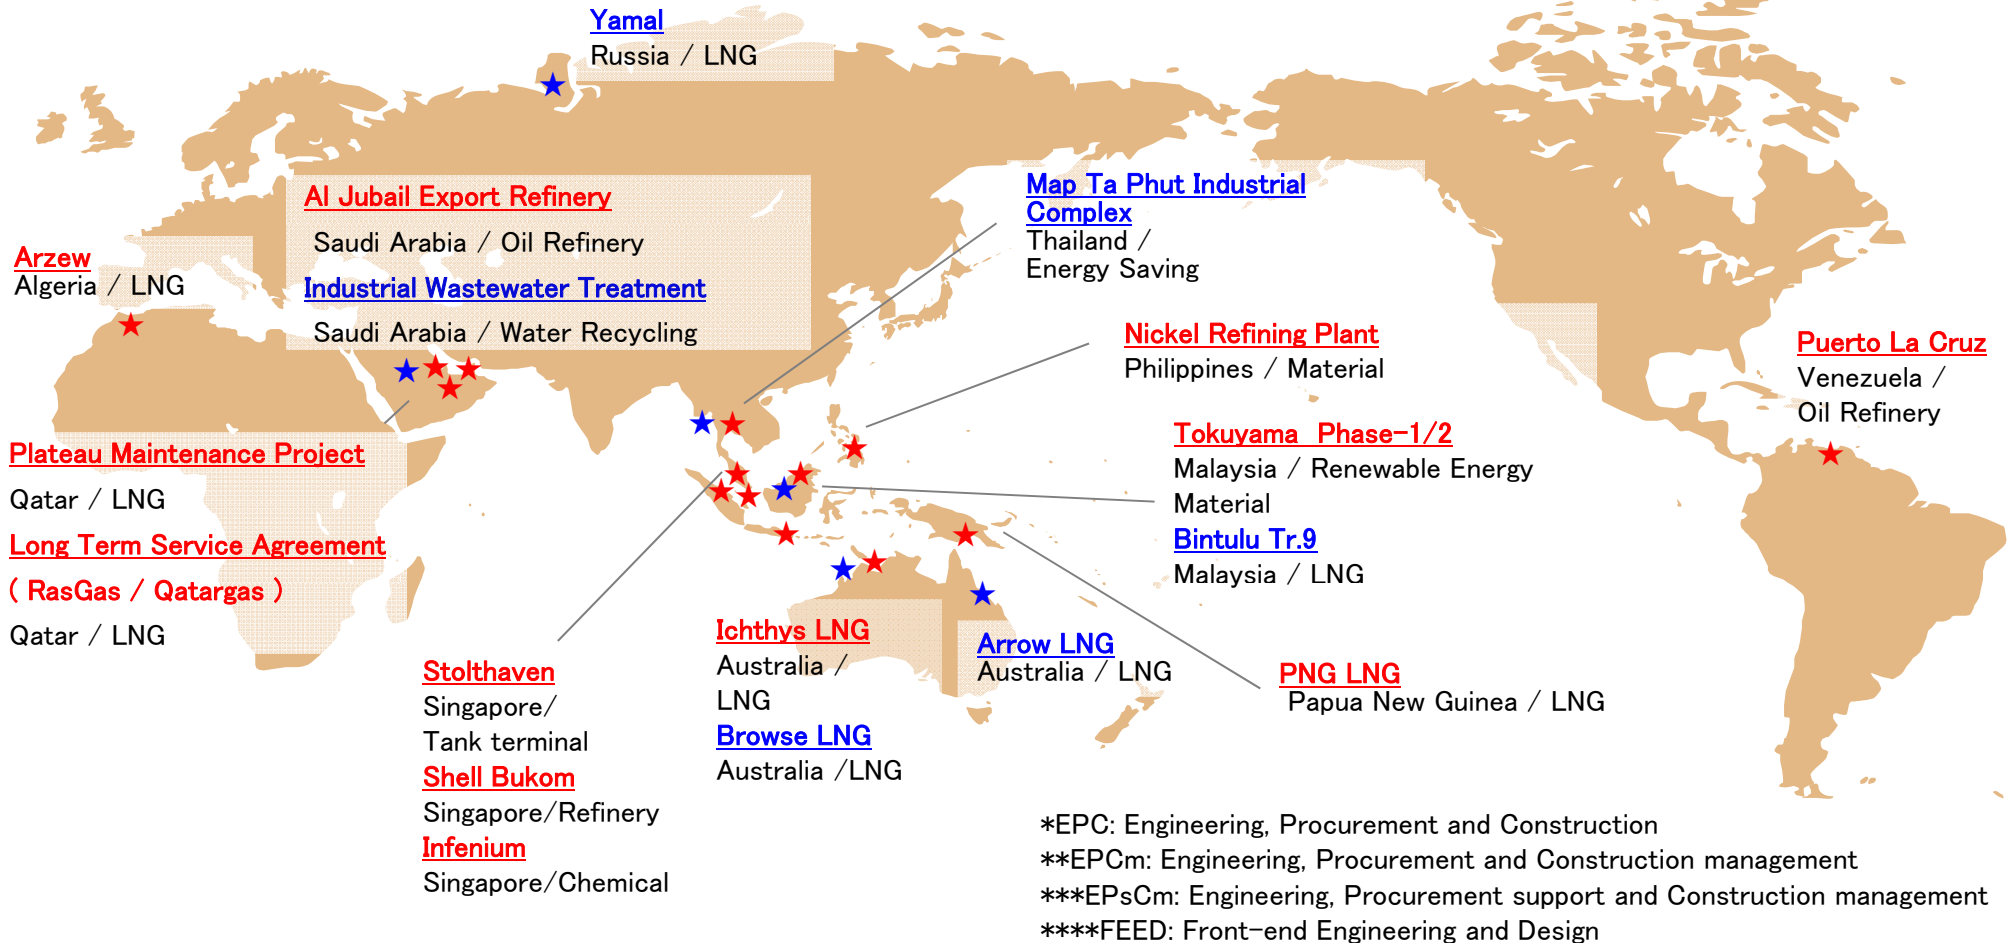 Yamal
Russia / LNG
Al Jubail Export Refinery
Saudi Arabia / Oil Refinery
Industrial Wastewater Treatment
Saudi Arabia / Water Recycling
Arzew
Algeria / LNG
Map Ta Phut Industrial
Complex
Thailand /
Energy Saving
Nickel Refining Plant
Philippines / Material
Puerto La Cruz
Venezuela /
Oil Refinery
Plateau Maintenance Project
Qatar / LNG
Long Term Service Agreement
( RasGas / Qatargas )
Qatar / LNG
Tokuyama Phase-1/2
Malaysia / Renewable Energy
Material
Bintulu Tr.9
Malaysia / LNG
Stolthaven
Singapore/
Tank terminal
Shell Bukom
Singapore/Refinery
Infenium
Singapore/Chemical
Ichthys LNG
Australia /
LNG
Browse LNG
Australia /LNG
Arrow LNG
Australia / LNG
PNG LNG
Papua New Guinea / LNG
*EPC: Engineering, Procurement and Construction
**EPCm: Engineering, Procurement and Construction management
***EPsCm: Engineering, Procurement support and Construction management
****FEED: Front-end Engineering and Design